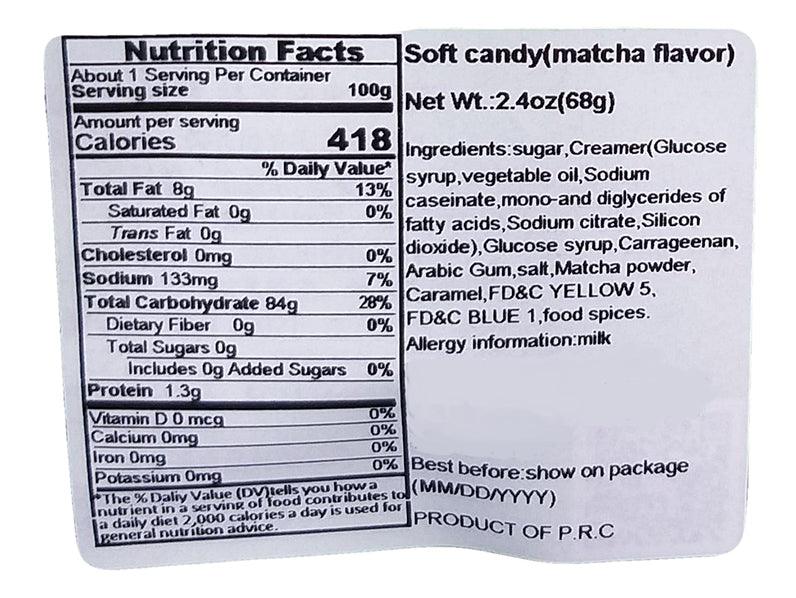 Nutrition Facts
About 1 Serving Per Container
Serving size 100g
Amount per serving
Calories 418
% Daily Value*
Total Fat 8g 13%
Saturated Fat 0g 0%
Trans Fat 0g
Cholesterol 0mg 0%
Sodium 133mg 7%
Total Carbohydrate 84g 28%
Dietary Fiber 0g 0%
Total Sugars 0g
Includes 0g Added Sugars 0%
Protein 1.3g
Vitamin D 0 mcg 0%
Calcium 0mg 0%
Iron 0mg 0%
Potassium 0mg 0%
*The % Daliy Value (DV)tells you how a
nutrient in a serving of food contributes to
a daily diet 2,000 calories a day is used for
general nutrition advice.
Soft candy(matcha flavor)
Net Wt.:2.4oz(68g)
Ingredients:sugar,Creamer(Glucose
syrup,vegetable oil,Sodium
caseinate,mono-and diglycerides of
fatty acids,Sodium citrate,Silicon
dioxide),Glucose syrup,Carrageenan,
Arabic Gum,salt,Matcha powder,
Caramel,FD&C YELLOW 5,
FD&C BLUE 1,food spices.
Allergy information:milk
Best before:show on package
(MM/DD/YYYY)
PRODUCT OF P.R.C